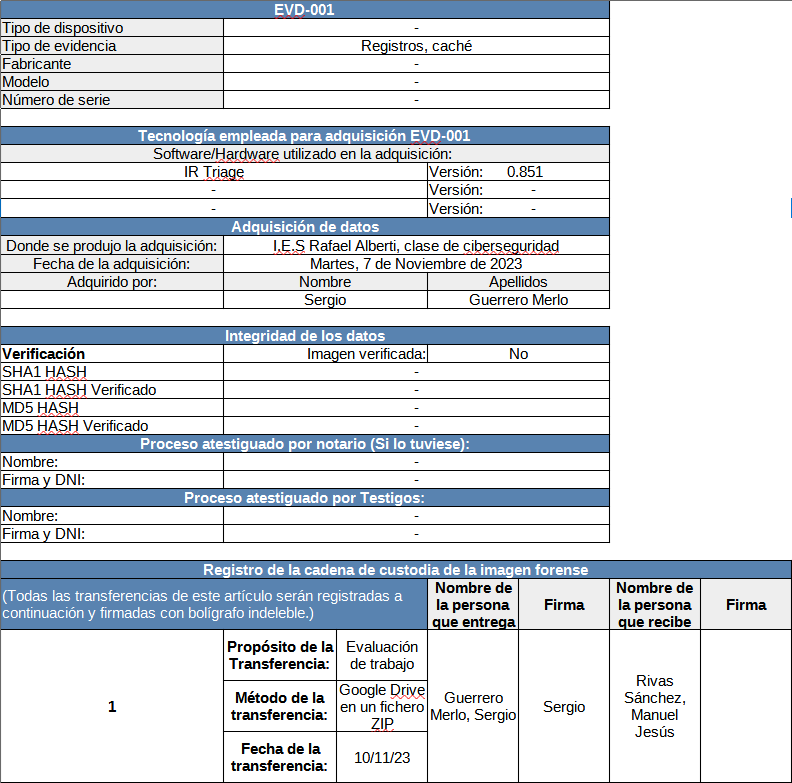 EVD-001
Tipo de dispositivo -
Tipo de evidencia Registros, caché
Fabricante -
Modelo -
Número de serie -
Tecnología empleada para adquisición EVD-001
Software/Hardware utilizado en la adquisición:
IR Triage Versión: 0.851
- Versión: -
- Versión: -
Adquisición de datos
Donde se produjo la adquisición: I,E,S Rafael Alberti, clase de ciberseguridad
Fecha de la adquisición: Martes, 7 de Noviembre de 2023
Adquirido por: Nombre Apellidos
Sergio Guerrero Merlo
Integridad de los datos
Verificación Imagen verificada: No
SHA1 HASH -
SHA1 HASH Verificado -
MD5 HASH -
MD5 HASH Verificado -
Proceso atestiguado por notario (Si lo tuviese):
Nombre: -
Firma y DNI: -
Proceso atestiguado por Testigos:
Nombre: -
Firma y DNI: -
Registro de la cadena de custodia de la imagen forense
(Todas las transferencias de este artículo serán registradas a
continuación y firmadas con bolígrafo indeleble.)
Nombre de
la persona
que entrega
Firma
Nombre de
la persona
que recibe
Firma
1
Propósito de la
Transferencia:
Evaluación
de trabajo
Método de la
transferencia:
Google Drive
en un fichero
ZIP
Fecha de la
transferencia:
10/11/23
Guerrero
Merlo, Sergio
Sergio
Rivas
Sánchez,
Manuel
Jesús